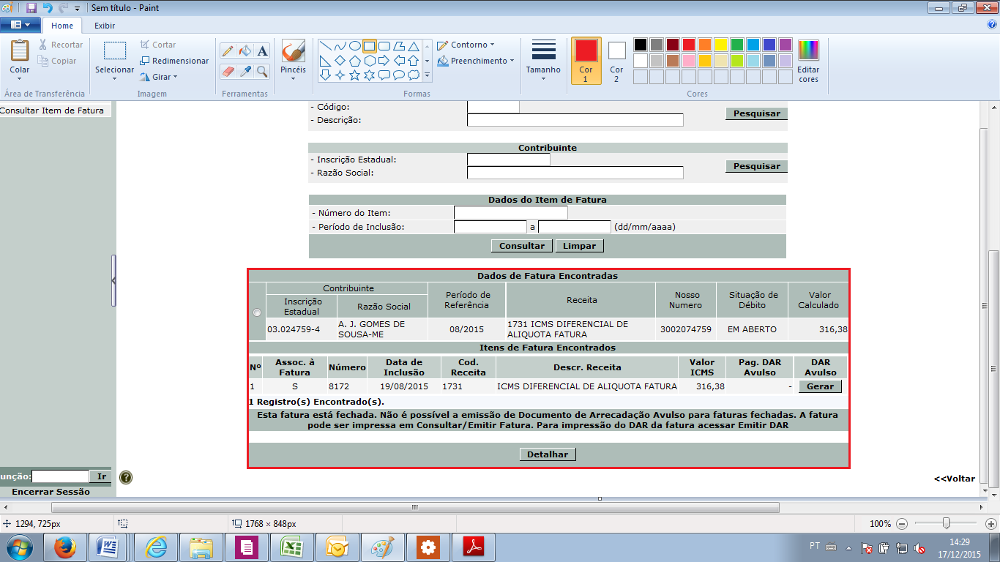 Sem título - Paint
Home Exibir
Colar
Recortar
Copiar
Área de Transferência
Selecionar
Cortar
Redimensionar
Girar
Imagem
A
Ferramentas
Pincéis
Contorno
Preenchimento
Formas
Tamanho
Cor
1
Cor
2
Editar
cores
Cores
Consultar Item de Fatura
- Código:
- Descrição:
Pesquisar
Contribuinte
- Inscrição Estadual:
- Razão Social:
Pesquisar
Dados do Item de Fatura
- Número do Item:
- Período de Inclusão: a (dd/mm/aaaa)
Consultar Limpar
Dados de Fatura Encontradas
Contribuinte
Inscrição
Estadual
Razão Social
Período de
Referência
Receita
Nosso
Numero
Situação de
Débito
Valor
Calculado
03.024759-4
A. J. GOMES DE
SOUSA-ME
08/2015
1731 ICMS DIFERENCIAL DE
ALIQUOTA FATURA
3002074759
EM ABERTO
316,38
Itens de Fatura Encontrados
Nº
Assoc. à
Fatura
Número
Data de
Inclusão
Cod.
Receita
Descr. Receita
Valor
ICMS
Pag. DAR
Avulso
DAR
Avulso
1 S 8172 19/08/2015 1731 ICMS DIFERENCIAL DE ALIQUOTA FATURA 316,38 - Gerar
1 Registro(s) Encontrado(s).
Esta fatura está fechada. Não é possível a emissão de Documento de Arrecadação Avulso para faturas fechadas. A fatura
pode ser impressa em Consultar/Emitir Fatura. Para impressão do DAR da fatura acessar Emitir DAR
Detalhar
unção: Ir
?
<<Voltar
Encerrar Sessão
1294, 725px 1768 × 848px 100%
PT
14:29
17/12/2015